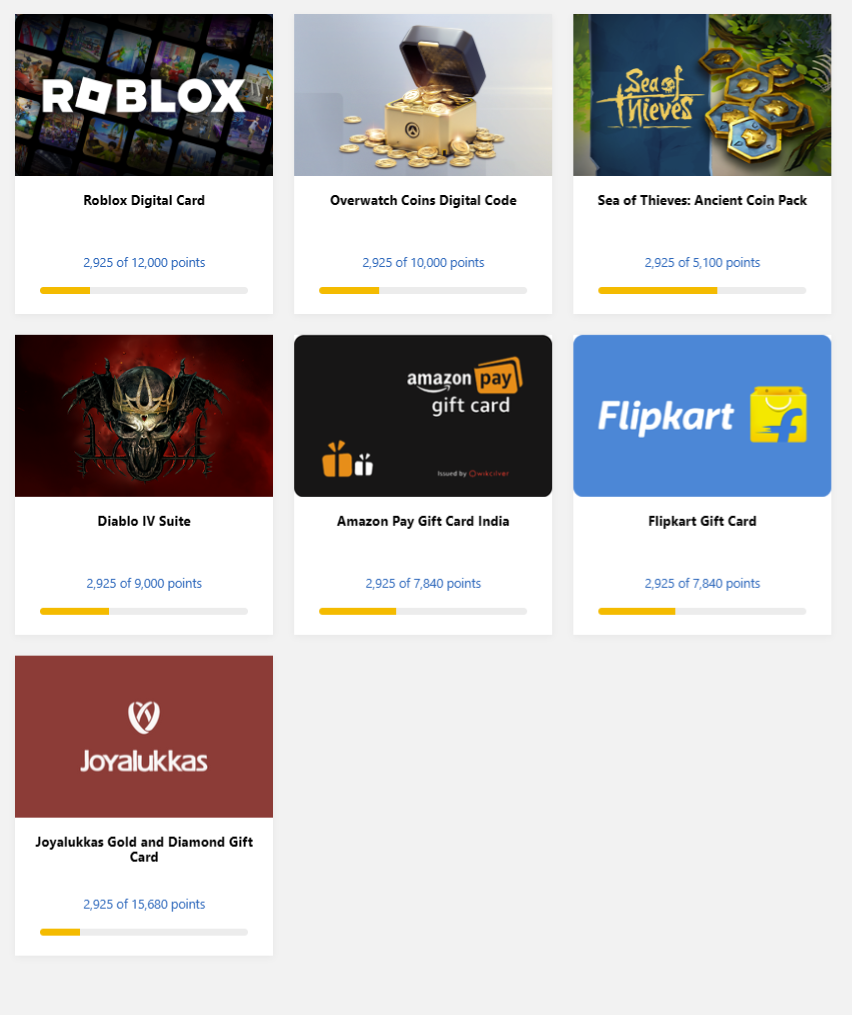 ROBLOX
Roblox Digital Card
2,925 of 12,000 points
Overwatch Coins Digital Code
2,925 of 10,000 points
Sea of
Thieves
Sea of Thieves: Ancient Coin Pack
2,925 of 5,100 points
Diablo IV Suite
2,925 of 9,000 points
amazon pay
gift card
Issued by Qwikcilver
Amazon Pay Gift Card India
2,925 of 7,840 points
Flipkart
Flipkart Gift Card
2,925 of 7,840 points
Joyalukkas
Joyalukkas Gold and Diamond Gift
Card
2,925 of 15,680 points